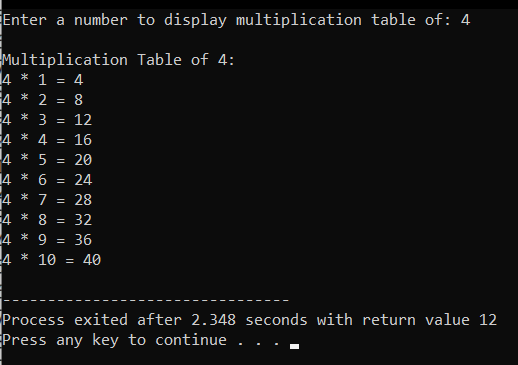 Enter a number to display multiplication table of: 4
Multiplication Table of 4:
4 * 1 = 4
4 * 2 = 8
4 * 3 = 12
4 * 4 = 16
4 * 5 = 20
4 * 6 = 24
4 * 7 = 28
4 * 8 = 32
4 * 9 = 36
4 * 10 = 40
--------------------------------
Process exited after 2.348 seconds with return value 12
Press any key to continue . . .